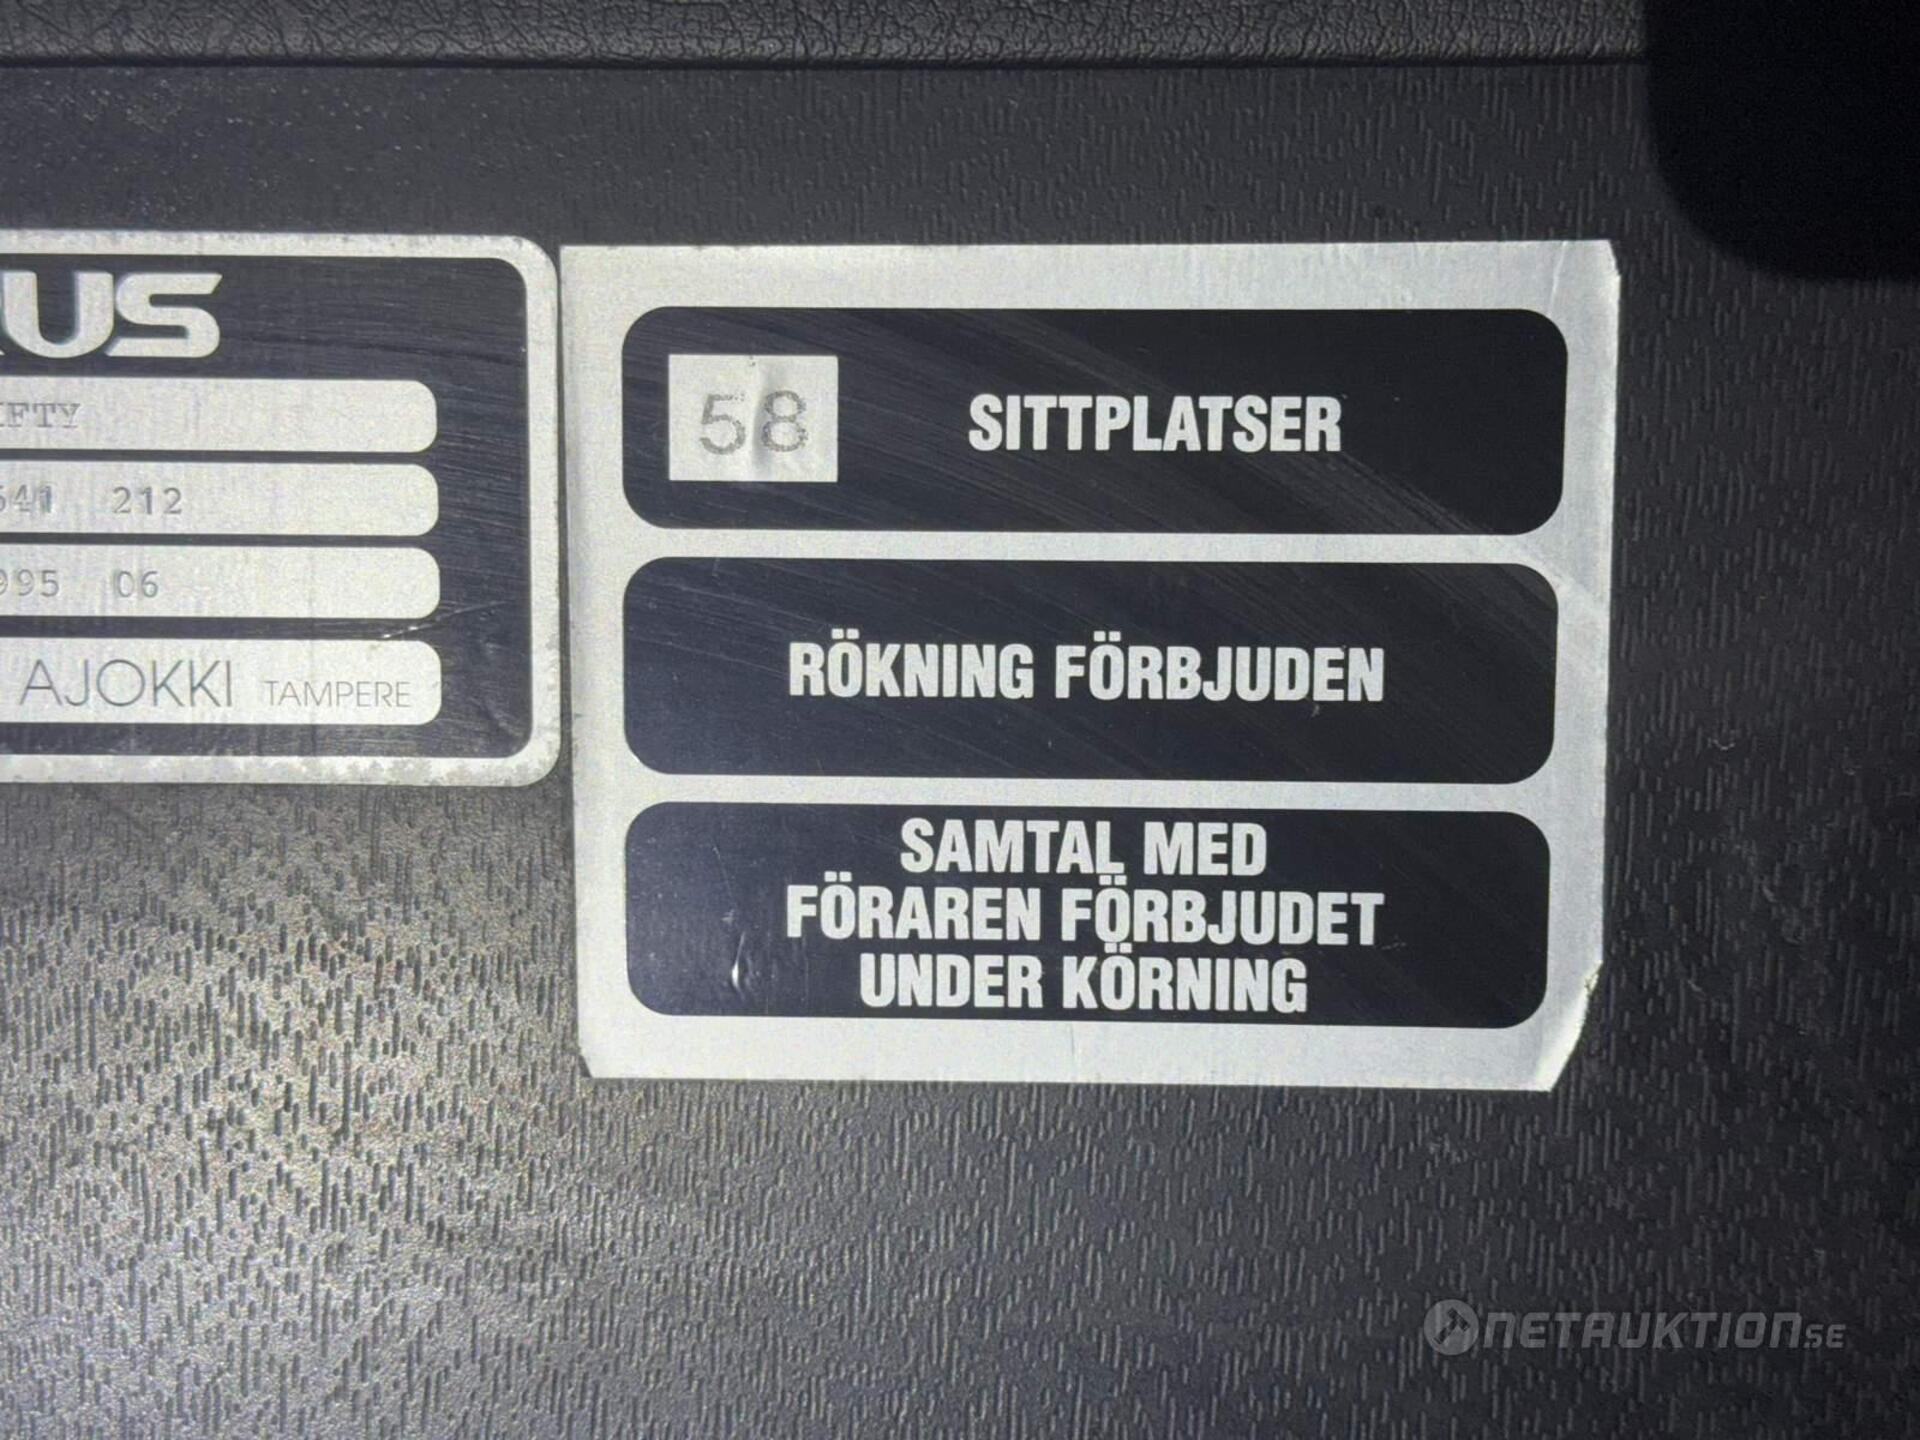 58 SITTPLATSER
RÖKNING FÖRBJUDEN
SAMTAL MED
FÖRAREN FÖRBJUDET
UNDER KÖRNING
RUS
IFTY
541 212
995 06
AJOKKI TAMPERE
NETAUKTION.SE